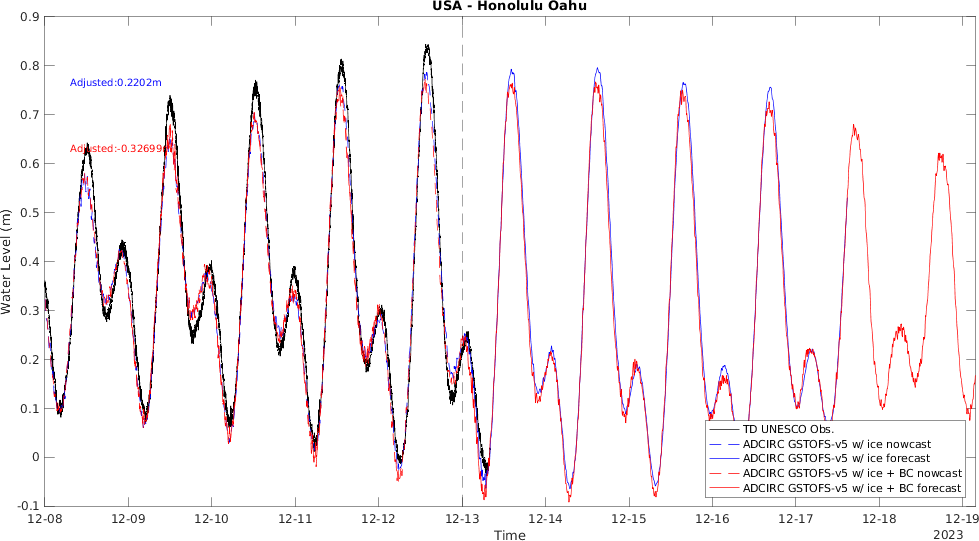 USA - Honolulu Oahu
0.9
0.8
0.7
0.6
0.5
0.4
0.3
0.2
0.1
0
-0.1
Water Level (m)
Adjusted:0.2202m
Adjusted:-0.32699m
TD UNESCO Obs.
ADCIRC GSTOFS-v5 w/ ice nowcast
ADCIRC GSTOFS-v5 w/ ice forecast
ADCIRC GSTOFS-v5 w/ ice + BC nowcast
ADCIRC GSTOFS-v5 w/ ice + BC forecast
12-08 12-09 12-10 12-11 12-12 12-13 12-14 12-15 12-16 12-17 12-18 12-19
Time
2023